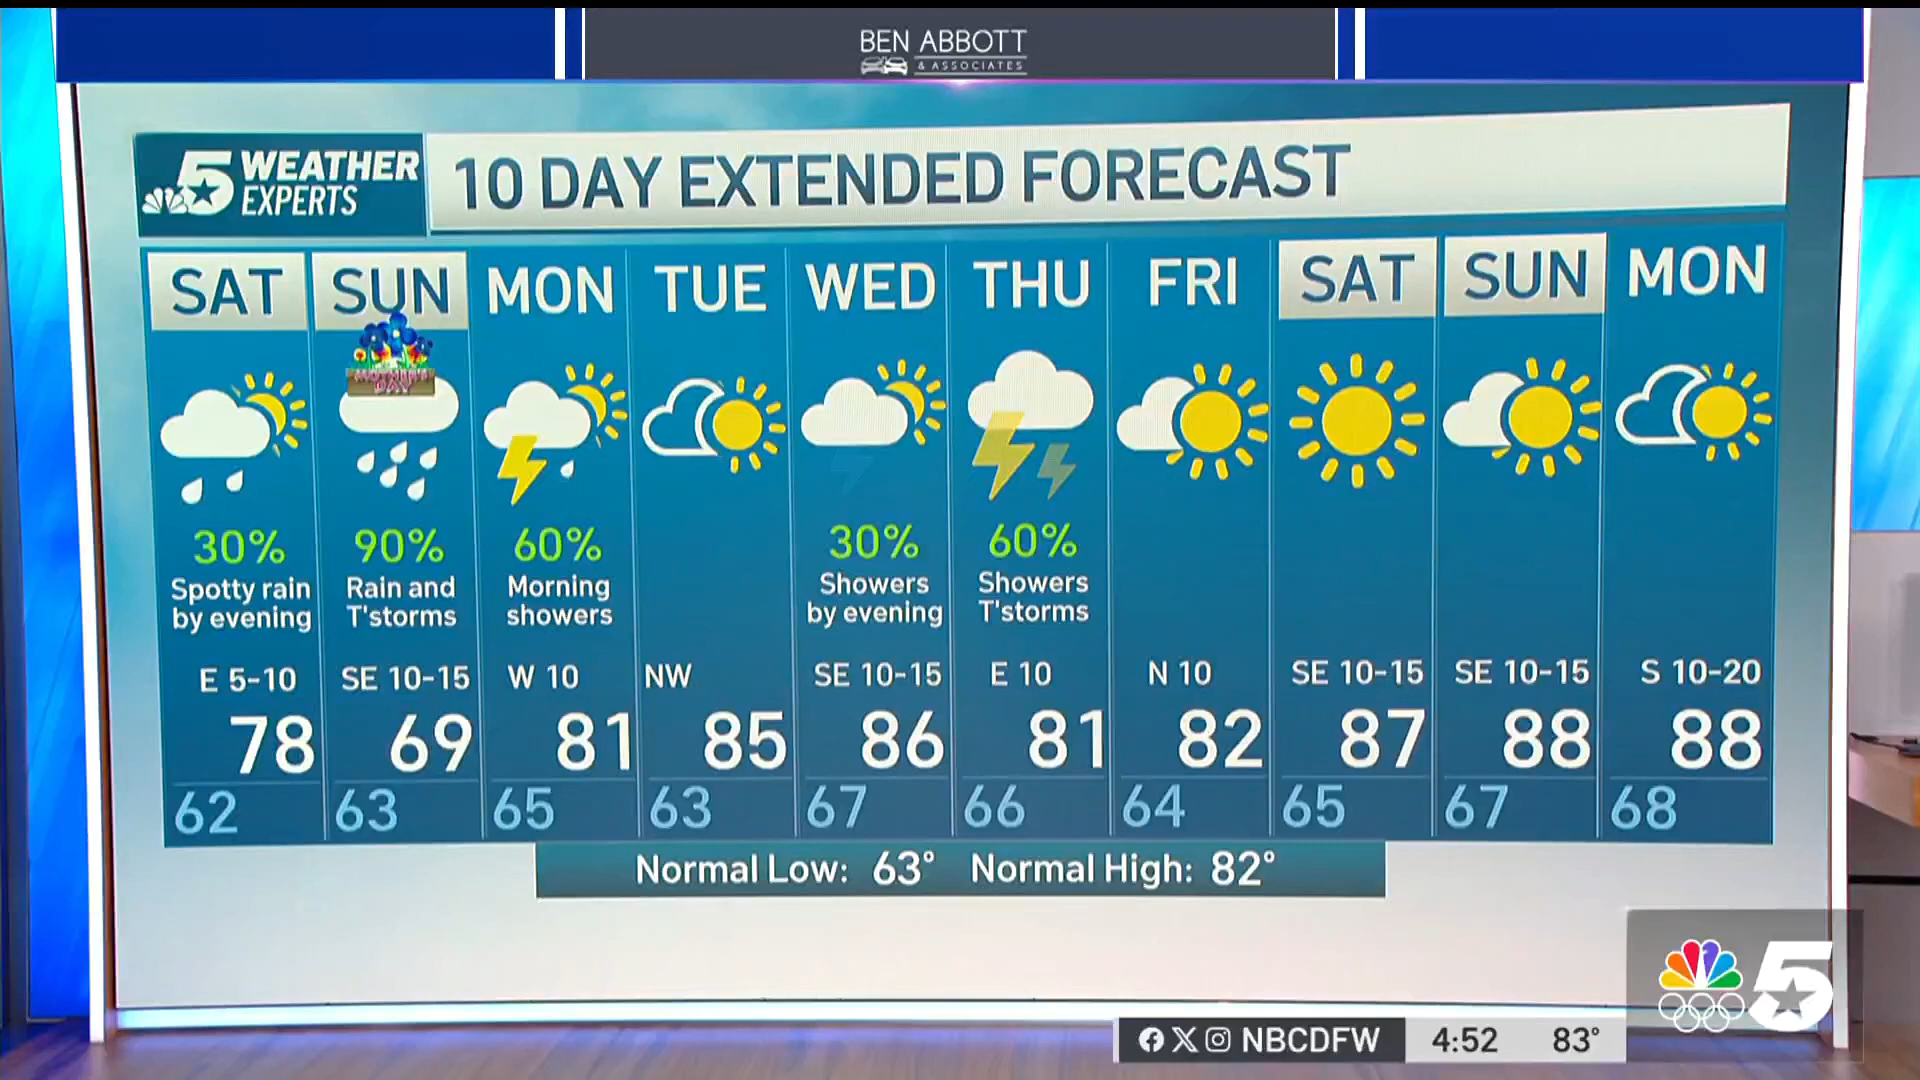 BEN ABBOTT
& ASSOCIATES
5 WEATHER
EXPERTS
10 DAY EXTENDED FORECAST
SAT SUN MON TUE WED THU FRI SAT SUN MON
MOTHER'S
DAY
30% 90% 60% 30% 60%
Spotty rain Rain and Morning Showers Showers
by evening T'storms showers by evening T'storms
E 5-10 SE 10-15 W 10 NW SE 10-15 E 10 N 10 SE 10-15 SE 10-15 S 10-20
78 69 81 85 86 81 82 87 88 88
62 63 65 63 67 66 64 65 67 68
Normal Low: 63° Normal High: 82°
5
NBCDFW 4:52 83°